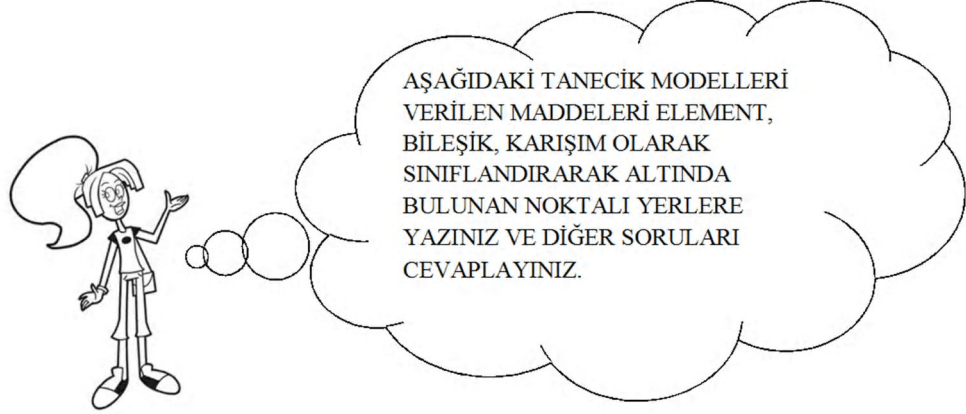 AŞAĞIDAKİ TANECİK MODELLERİ
VERİLEN MADDELERİ ELEMENT,
BİLEŞİK, KARIŞIM OLARAK
SINIFLANDIRARAK ALTINDA
BULUNAN NOKTALI YERLERE
YAZINIZ VE DİĞER SORULARI
CEVAPLAYINIZ.